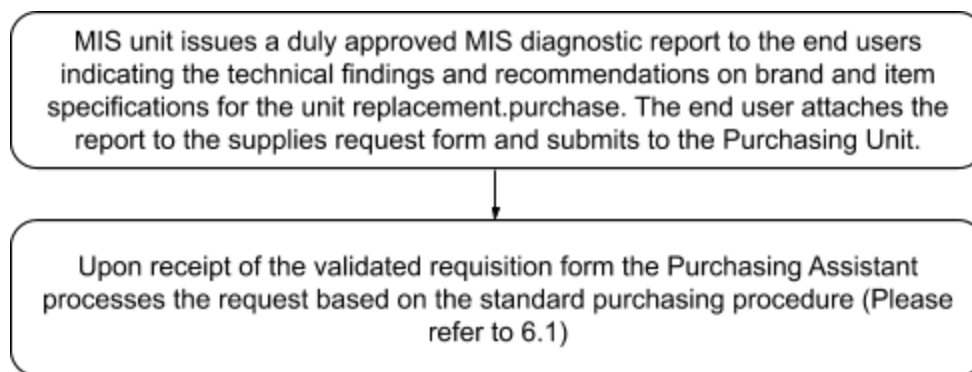 MIS unit issues a duly approved MIS diagnostic report to the end users
indicating the technical findings and recommendations on brand and item
specifications for the unit replacement.purchase. The end user attaches the
report to the supplies request form and submits to the Purchasing Unit.
Upon receipt of the validated requisition form the Purchasing Assistant
processes the request based on the standard purchasing procedure (Please
refer to 6.1)